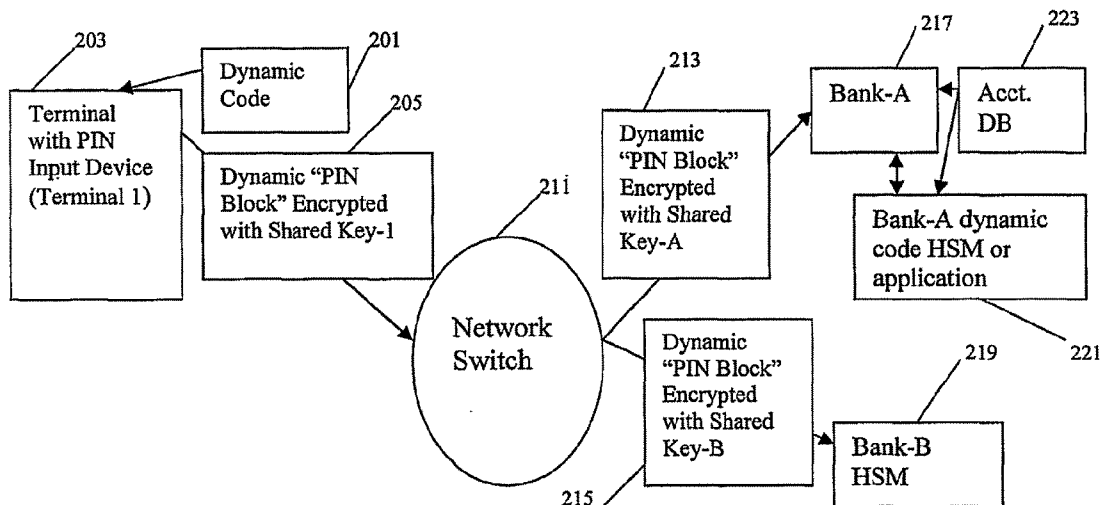 203
201
Dynamic
Code
Terminal
with PIN
Input Device
(Terminal 1)
205
Dynamic “PIN
Block” Encrypted
with Shared Key-1
211
Network
Switch
213
Dynamic
“PIN Block”
Encrypted
with Shared
Key-A
217
Bank-A
223
Acct.
DB
Bank-A dynamic
code HSM or
application
221
Dynamic
“PIN Block”
Encrypted
with Shared
Key-B
215
219
Bank-B
HSM